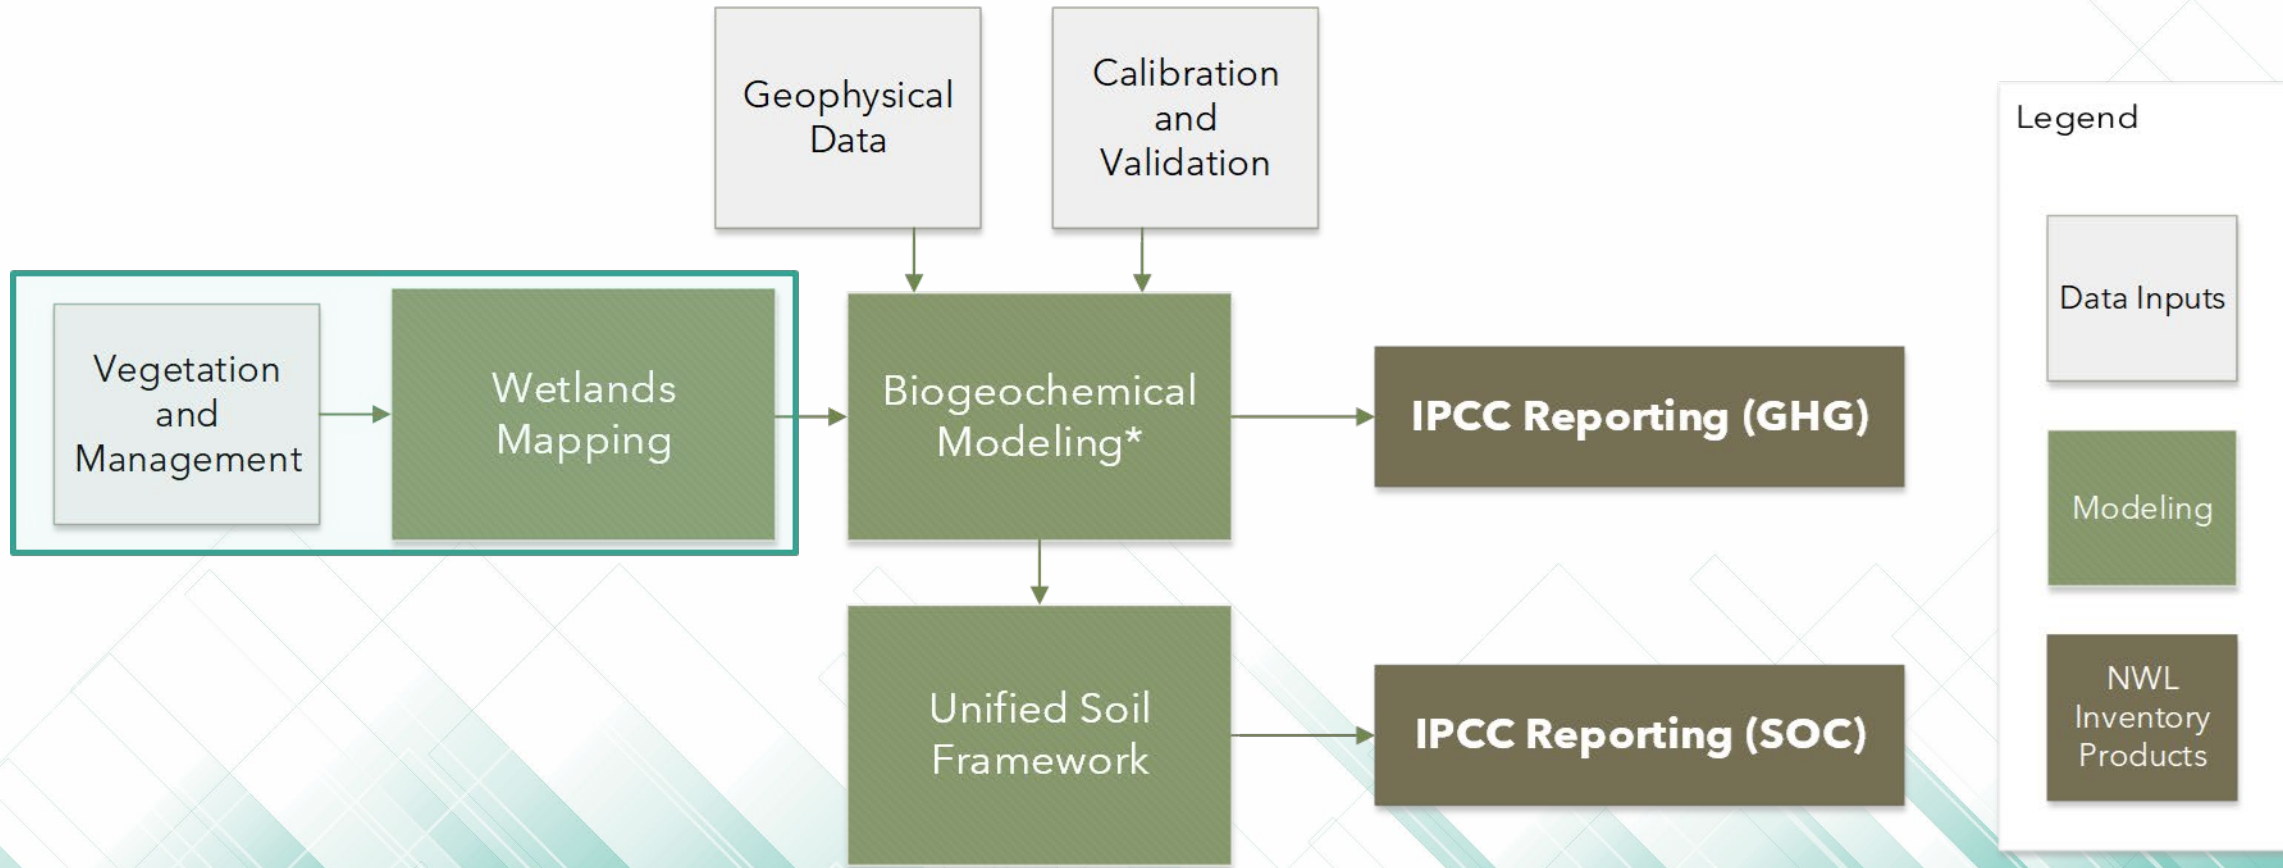 Geophysical
Data
Calibration
and
Validation
Vegetation
and
Management
Wetlands
Mapping
Biogeochemical
Modeling*
IPCC Reporting (GHG)
Unified Soil
Framework
IPCC Reporting (SOC)
Legend
Data Inputs
Modeling
NWL
Inventory
Products